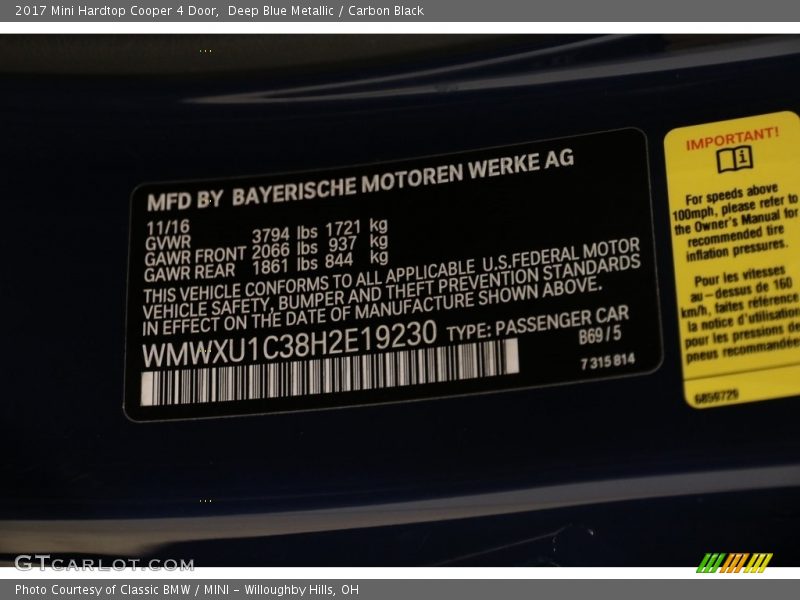 2017 Mini Hardtop Cooper 4 Door,  Deep Blue Metallic / Carbon Black
MFD BY BAYERISCHE MOTOREN WERKE AG
11/16
GVWR 3794 lbs 1721 kg
GAWR FRONT 2066 lbs 937 kg
GAWR REAR 1861 lbs 844 kg
THIS VEHICLE CONFORMS TO ALL APPLICABLE U.S.FEDERAL MOTOR
VEHICLE SAFETY, BUMPER AND THEFT PREVENTION STANDARDS
IN EFFECT ON THE DATE OF MANUFACTURE SHOWN ABOVE.
WMWXU1C38H2E19230 TYPE: PASSENGER CAR
B69/5
7 315 814
IMPORTANT!
For speeds above
100mph, please refer to
the Owner's Manual for
recommended tire
inflation pressures.
Pour les vitesses
au-dessus de 160
km/h, faites référence
la notice d'utilisation
pour les pressions de
pneus recommandées
6859729
GTCARLOT.COM
Photo Courtesy of Classic BMW / MINI - Willoughby Hills, OH